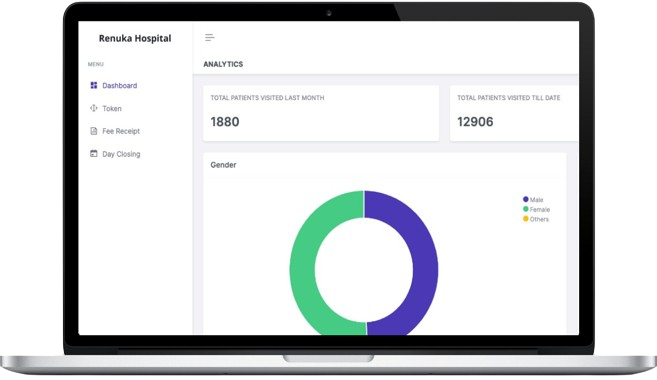 Renuka Hospital
MENU
Dashboard
Token
Fee Receipt
Day Closing
ANALYTICS
TOTAL PATIENTS VISITED LAST MONTH
1880
TOTAL PATIENTS VISITED TILL DATE
12906
Gender
Male
Female
Others